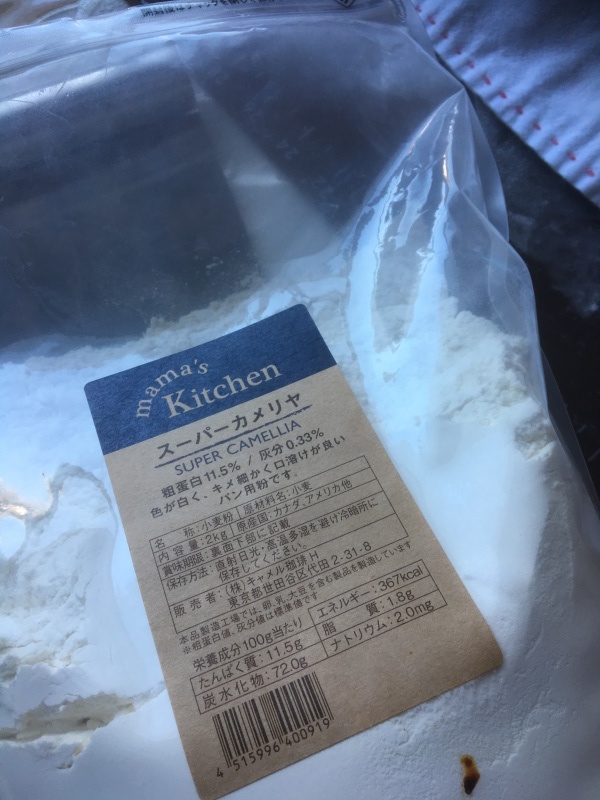 mama's
Kitchen
スーパーカメリヤ
SUPER CAMELLIA
粗蛋白11.5% / 灰分0.33%
色が白く、キメ細かく口溶けが良い
パン用粉です。
名 称:小麦粉 原材料名:小麦
内容量:2kg 原産国:カナダ、アメリカ他
賞味期限:裏面下部に記載
保存方法:直射日光・高温多湿を避け冷暗所に
保存してください。
販売者:(株)キャメル珈琲H
東京都世田谷区代田2-31-8
本品製造工場では、卵、乳、大豆を含む製品を製造しています
※粗蛋白値、灰分値は標準値です
栄養成分100g当たり エネルギー:367kcal
たんぱく質:11.5g 脂 質:1.8g
炭水化物:72.0g ナトリウム:2.0mg
4 515996 400919